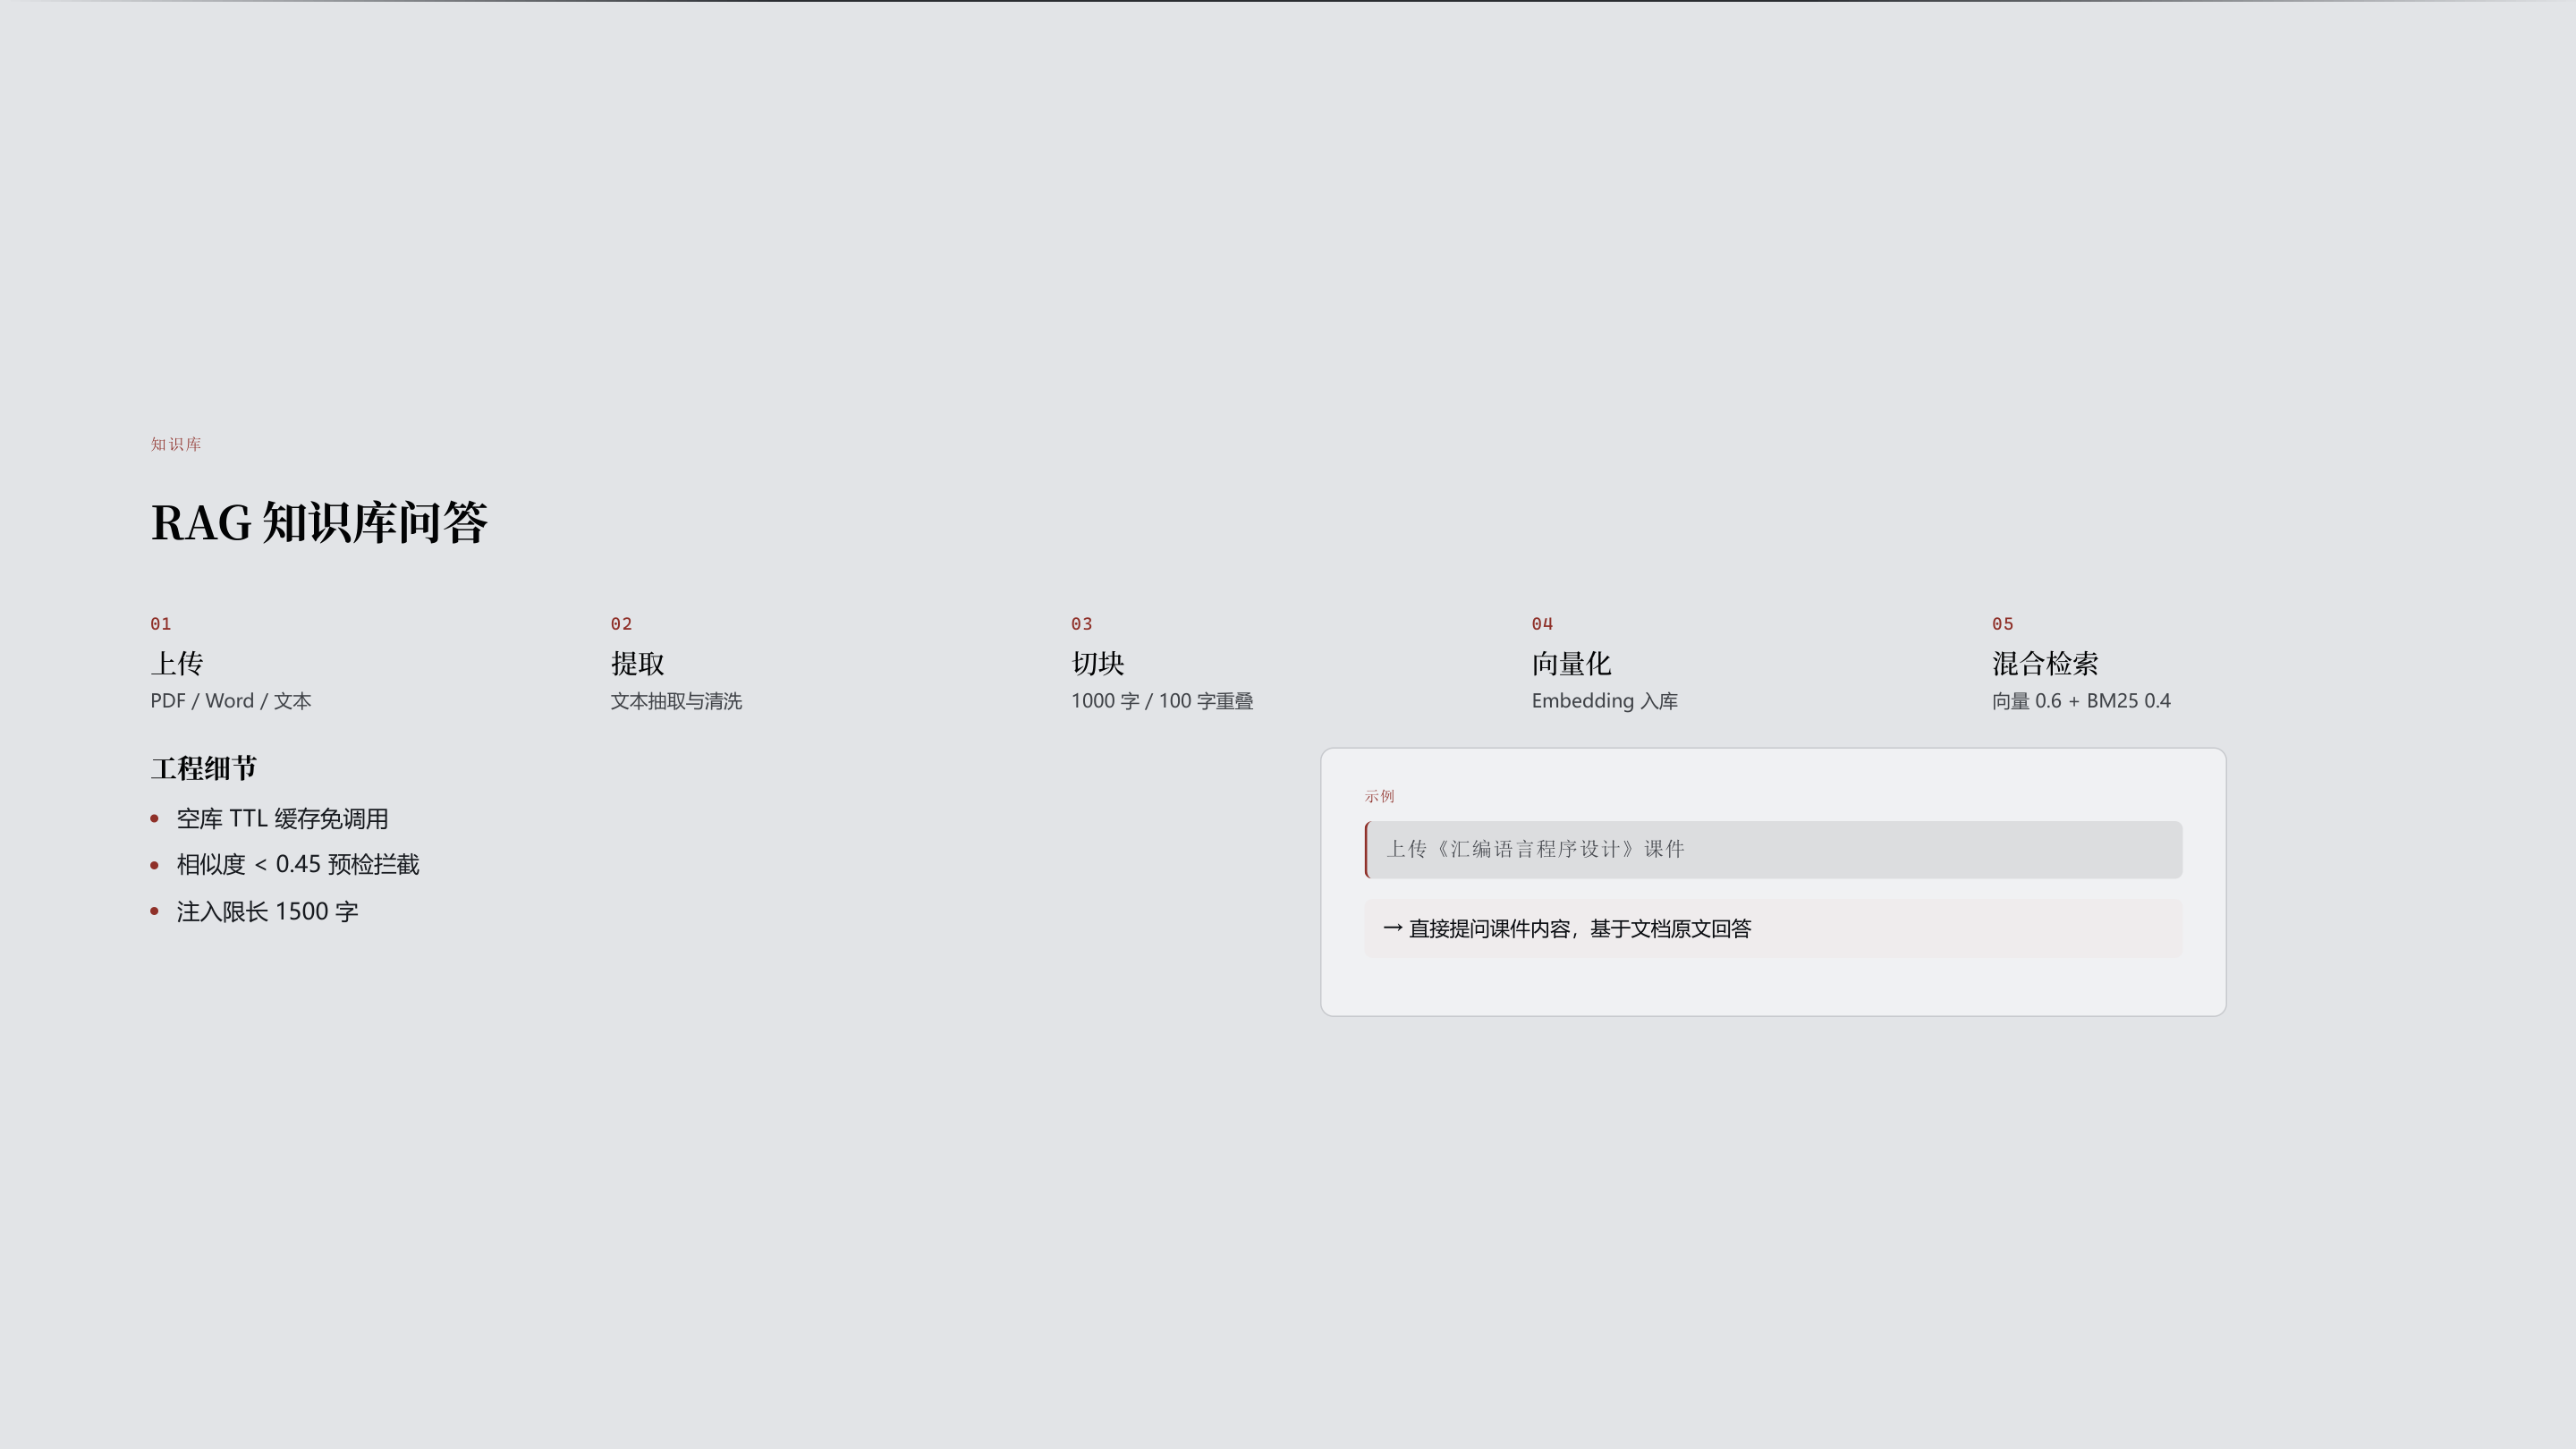 知识库
RAG 知识库问答
01
上传
PDF / Word / 文本
02
提取
文本抽取与清洗
03
切块
1000 字 / 100 字重叠
04
向量化
Embedding 入库
05
混合检索
向量 0.6 + BM25 0.4
工程细节
空库 TTL 缓存免调用
相似度 < 0.45 预检拦截
注入限长 1500 字
示例
上传《汇编语言程序设计》课件
→ 直接提问课件内容，基于文档原文回答